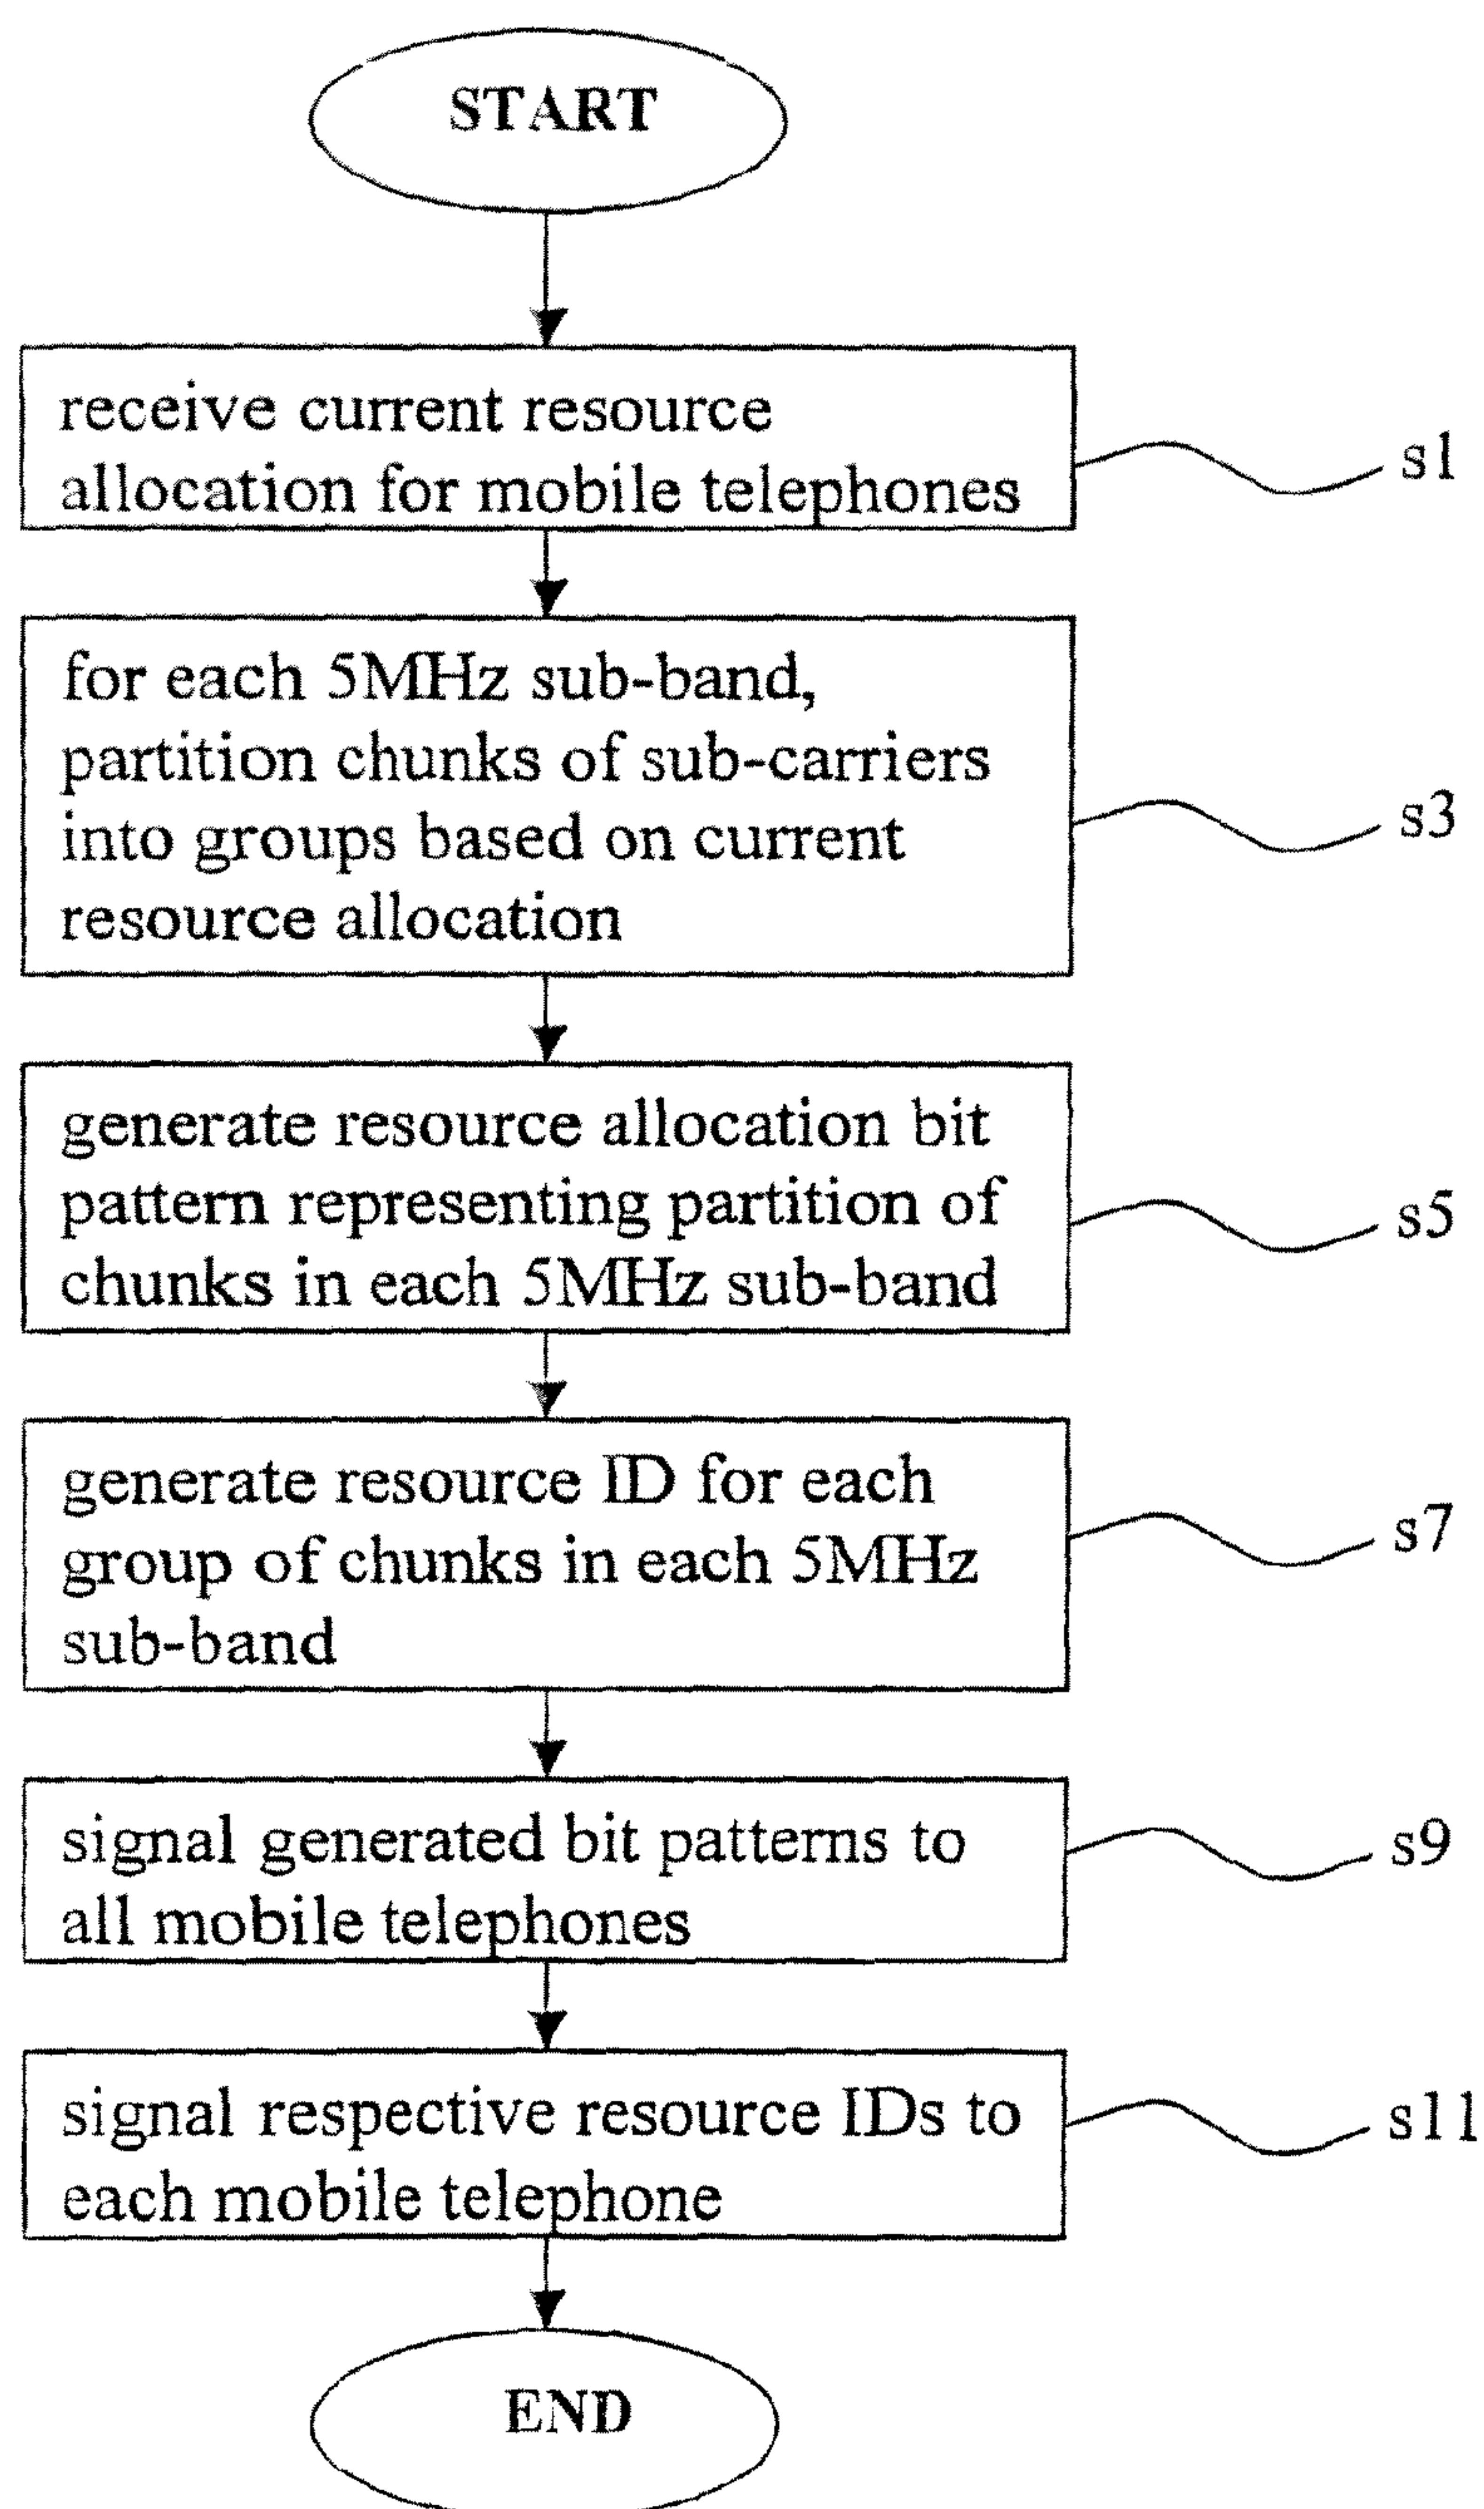 START
receive current resource
allocation for mobile telephones
s1
for each 5MHz sub-band,
partition chunks of sub-carriers
into groups based on current
resource allocation
s3
generate resource allocation bit
pattern representing partition of
chunks in each 5MHz sub-band
s5
generate resource ID for each
group of chunks in each 5MHz
sub-band
s7
signal generated bit patterns to
all mobile telephones
s9
signal respective resource IDs to
each mobile telephone
s11
END